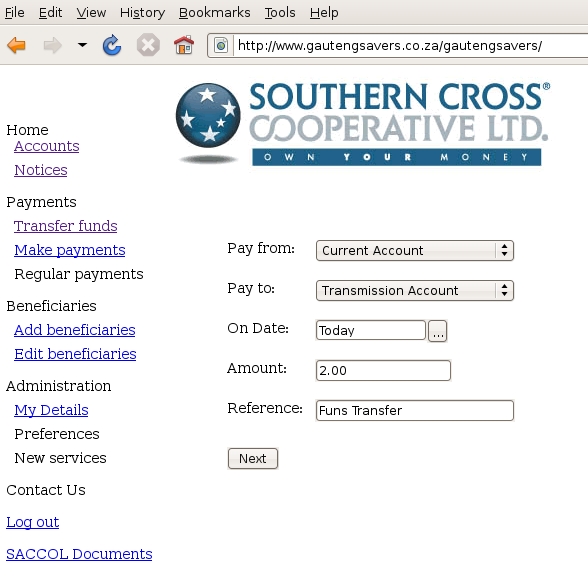 File Edit View History Bookmarks Tools Help
http://www.gautengsavers.co.za/gautengsavers/
SOUTHERN CROSS®
COOPERATIVE LTD.
OWN YOUR MONEY
Home
Accounts
Notices
Payments
Transfer funds
Make payments
Regular payments
Beneficiaries
Add beneficiaries
Edit beneficiaries
Administration
My Details
Preferences
New services
Contact Us
Log out
SACCOL Documents
Pay from: Current Account
Pay to: Transmission Account
On Date: Today ...
Amount: 2.00
Reference: Funs Transfer
Next